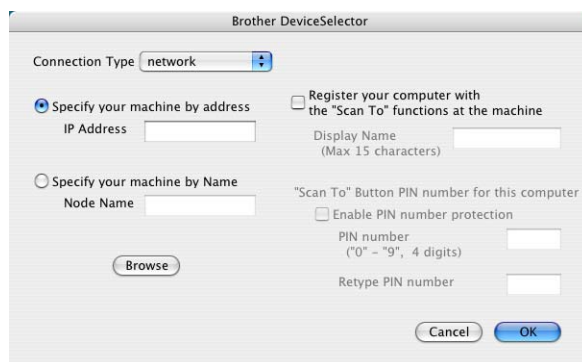 Brother DeviceSelector
Connection Type network
Specify your machine by address
IP Address
Specify your machine by Name
Node Name
Browse
Register your computer with
the "Scan To" functions at the machine
Display Name
(Max 15 characters)
"Scan To" Button PIN number for this computer
Enable PIN number protection
PIN number
("0" – "9", 4 digits)
Retype PIN number
Cancel OK